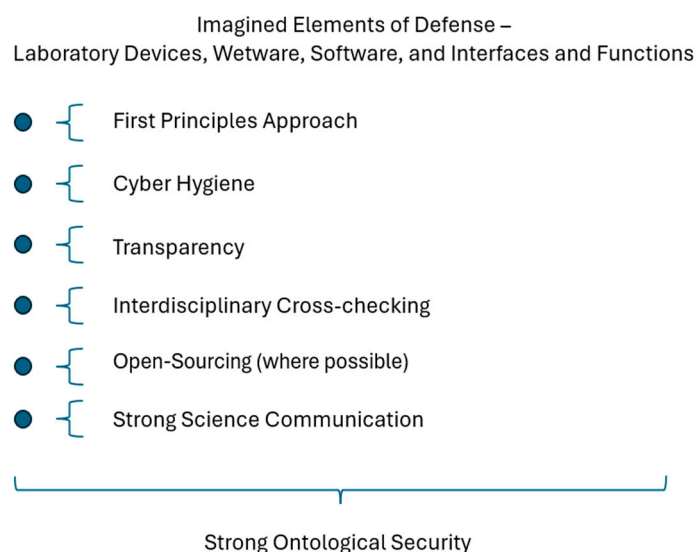 Imagined Elements of Defense –
Laboratory Devices, Wetware, Software, and Interfaces and Functions
First Principles Approach
Cyber Hygiene
Transparency
Interdisciplinary Cross-checking
Open-Sourcing (where possible)
Strong Science Communication
Strong Ontological Security